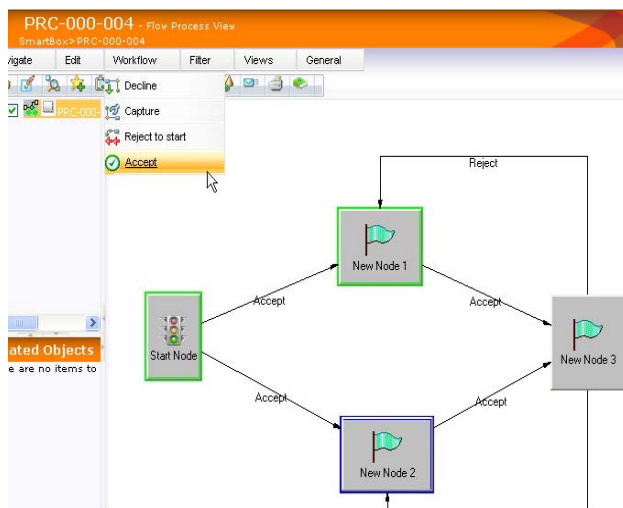 PRC-000-004 - Flow Process View
SmartBox>PRC-000-004
vigate Edit Workflow Filter Views General
Decline
PRC-000-
Capture
Reject to start
Accept
Reject
New Node 1
Accept
Accept
Start Node
New Node 3
ated Objects
e are no items to
Accept
Accept
New Node 2